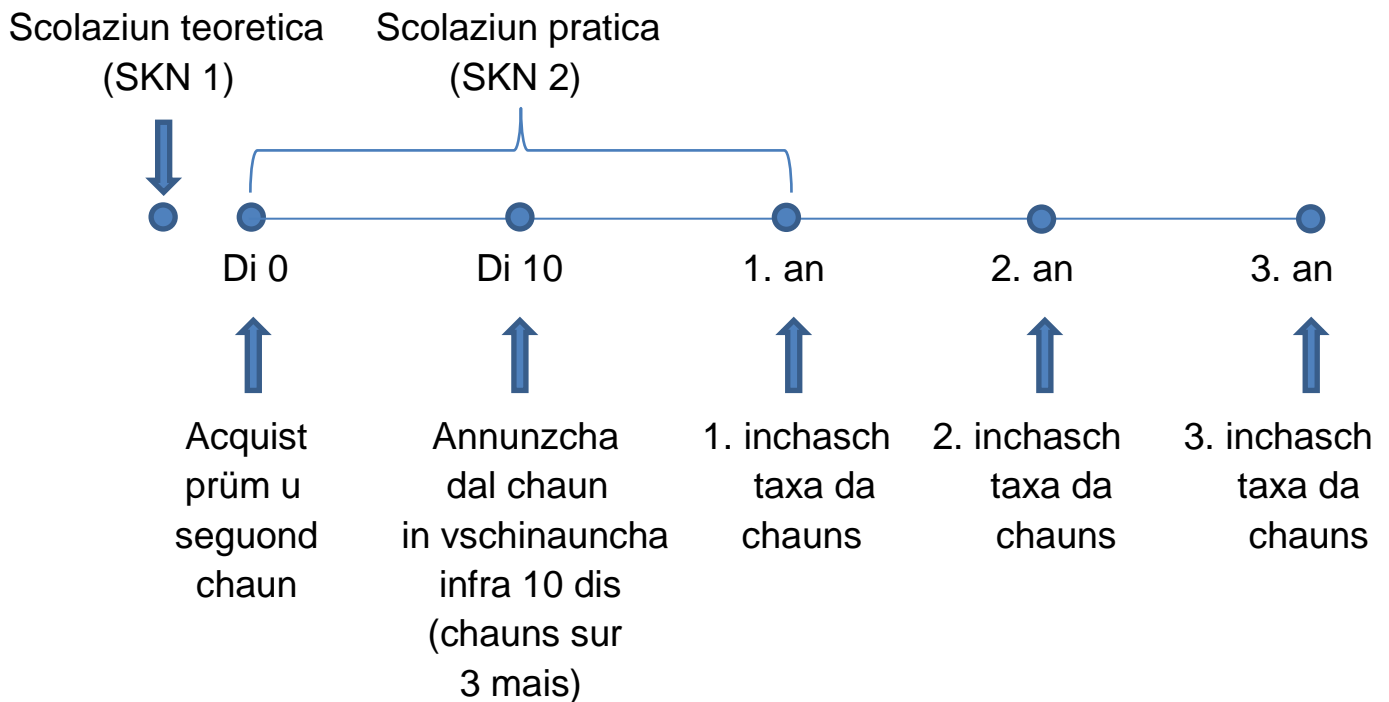 Scolaziun teoretica
(SKN 1)
Scolaziun pratica
(SKN 2)
Di 0
Di 10
1. an
2. an
3. an
Acquist
prüm u
seguond
chaun
Annunzcha
dal chaun
in vschinauncha
infra 10 dis
(chauns sur
3 mais)
1. inchasch
taxa da
chauns
2. inchasch
taxa da
chauns
3. inchasch
taxa da
chauns